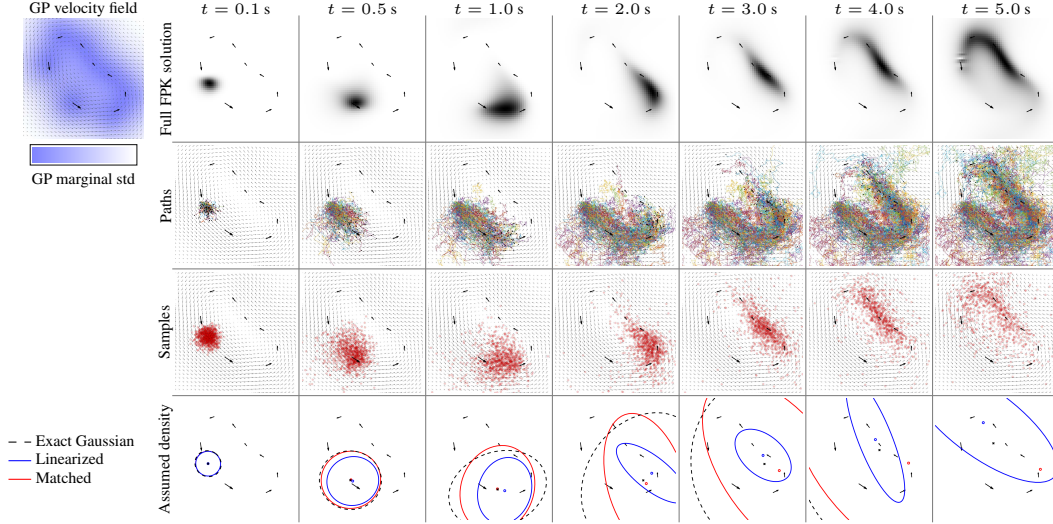 GP velocity field
GP marginal std
t = 0.1 s
t = 0.5 s
t = 1.0 s
t = 2.0 s
t = 3.0 s
t = 4.0 s
t = 5.0 s
Full FPK solution
Paths
Samples
Assumed density
Exact Gaussian
Linearized
Matched